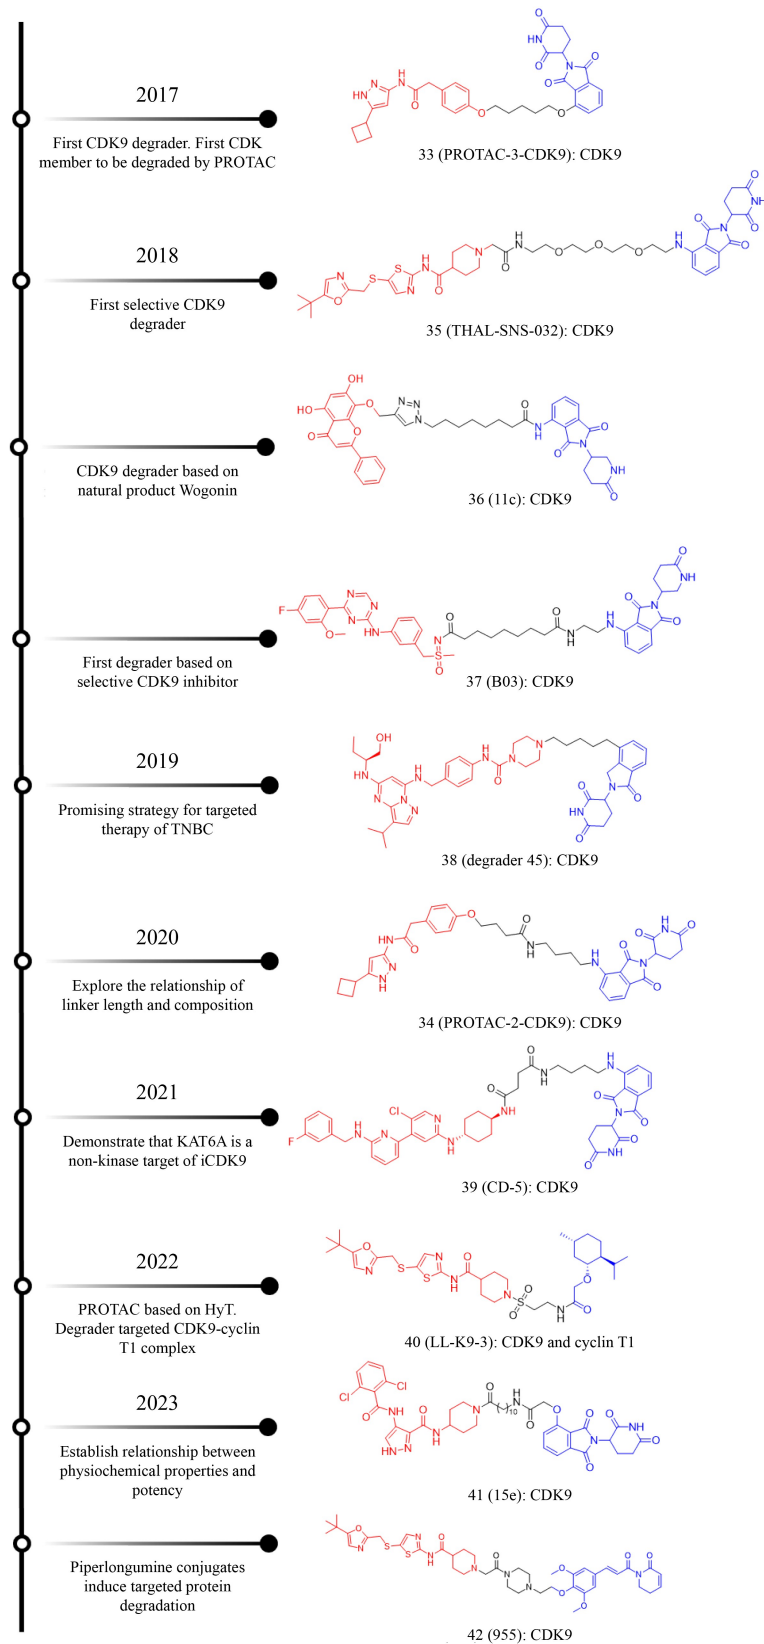 2017
First CDK9 degrader. First CDK
member to be degraded by PROTAC
33 (PROTAC-3-CDK9): CDK9
2018
First selective CDK9
degrader
35 (THAL-SNS-032): CDK9
CDK9 degrader based on
natural product Wogonin
36 (11c): CDK9
First degrader based on
selective CDK9 inhibitor
37 (B03): CDK9
2019
Promising strategy for targeted
therapy of TNBC
38 (degrader 45): CDK9
2020
Explore the relationship of
linker length and composition
34 (PROTAC-2-CDK9): CDK9
2021
Demonstrate that KAT6A is a
non-kinase target of iCDK9
39 (CD-5): CDK9
2022
PROTAC based on HyT.
Degrader targeted CDK9-cyclin
T1 complex
40 (LL-K9-3): CDK9 and cyclin T1
2023
Establish relationship between
physiochemical properties and
potency
41 (15e): CDK9
Piperlongumine conjugates
induce targeted protein
degradation
42 (955): CDK9